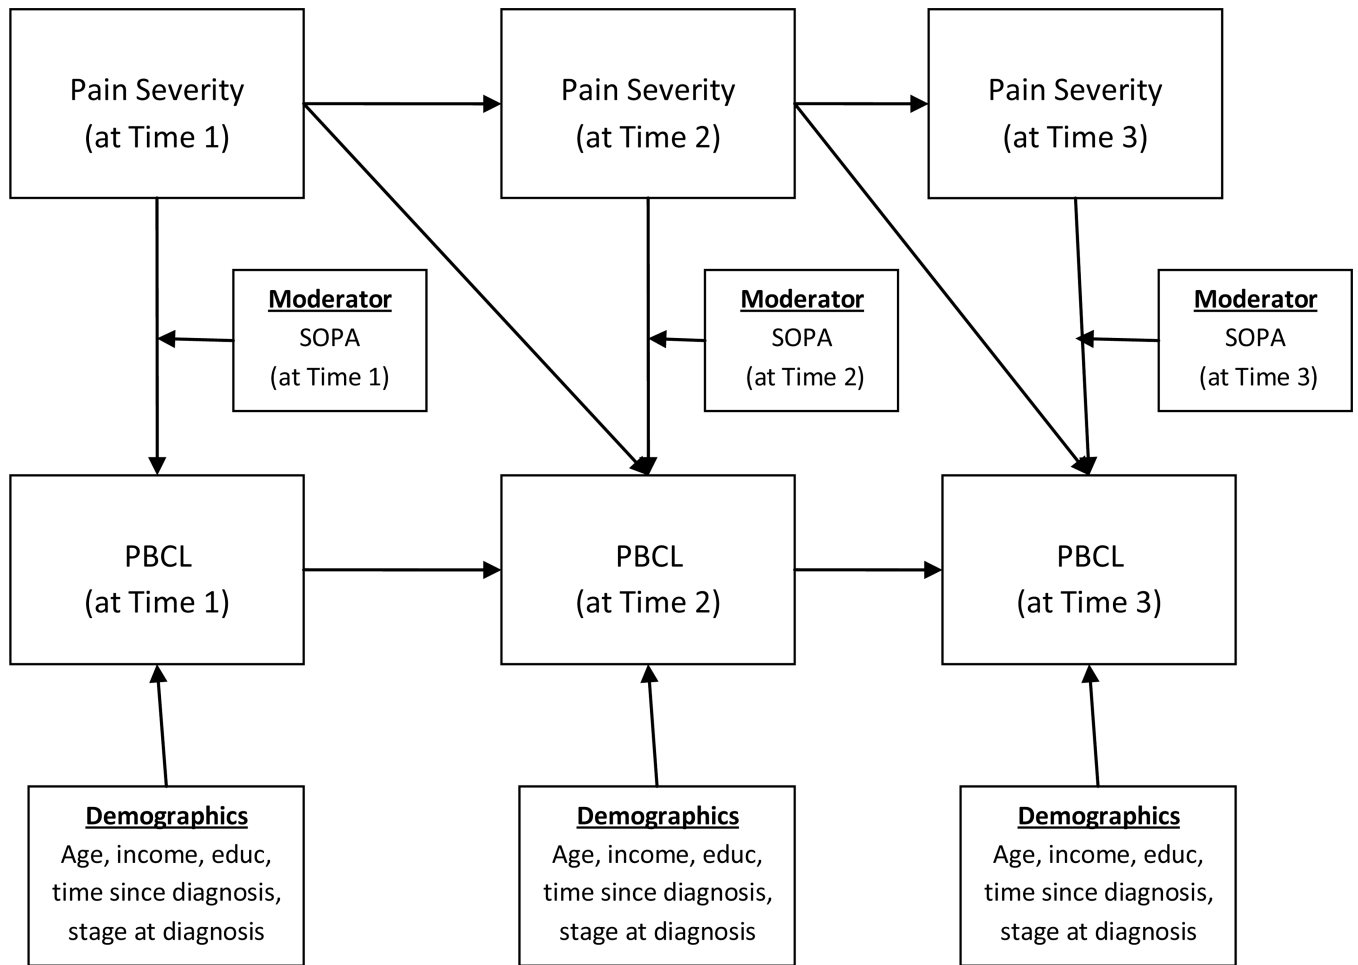 Pain Severity
(at Time 1)
Pain Severity
(at Time 2)
Pain Severity
(at Time 3)
Moderator
SOPA
(at Time 1)
Moderator
SOPA
(at Time 2)
Moderator
SOPA
(at Time 3)
PBCL
(at Time 1)
PBCL
(at Time 2)
PBCL
(at Time 3)
Demographics
Age, income, educ,
time since diagnosis,
stage at diagnosis
Demographics
Age, income, educ,
time since diagnosis,
stage at diagnosis
Demographics
Age, income, educ,
time since diagnosis,
stage at diagnosis